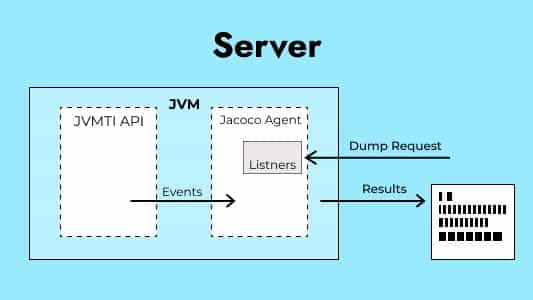 Server
JVM
JVMTI API
Jacoco Agent
Listners
Dump Request
Events
Results